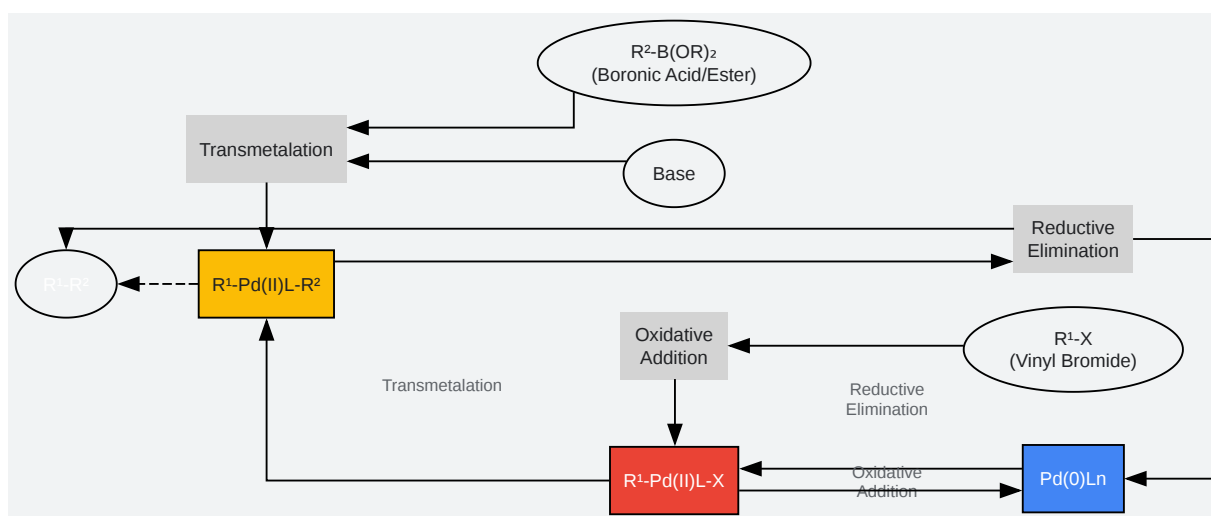 R²-B(OR)₂
(Boronic Acid/Ester)
Transmetalation
Base
Reductive
Elimination
R¹-R²
R¹-Pd(II)L-R²
Oxidative
Addition
R¹-X
(Vinyl Bromide)
Transmetalation
Reductive
Elimination
R¹-Pd(II)L-X
Oxidative
Addition
Pd(0)Ln